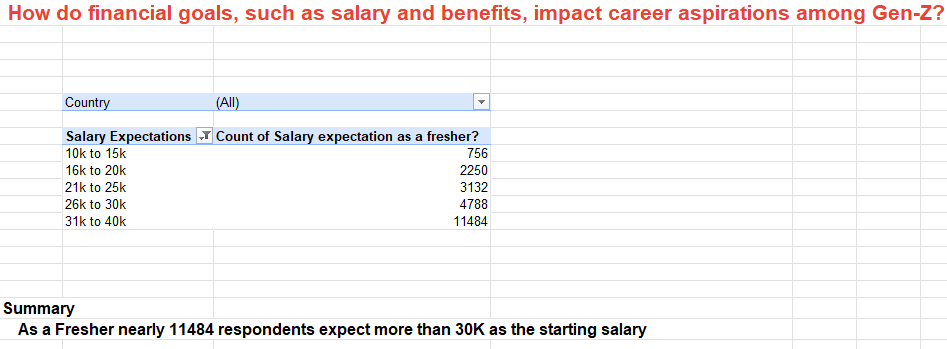 How do financial goals, such as salary and benefits, impact career aspirations among Gen-Z?
Country (All)
Salary Expectations Count of Salary expectation as a fresher?
10k to 15k 756
16k to 20k 2250
21k to 25k 3132
26k to 30k 4788
31k to 40k 11484
Summary
As a Fresher nearly 11484 respondents expect more than 30K as the starting salary